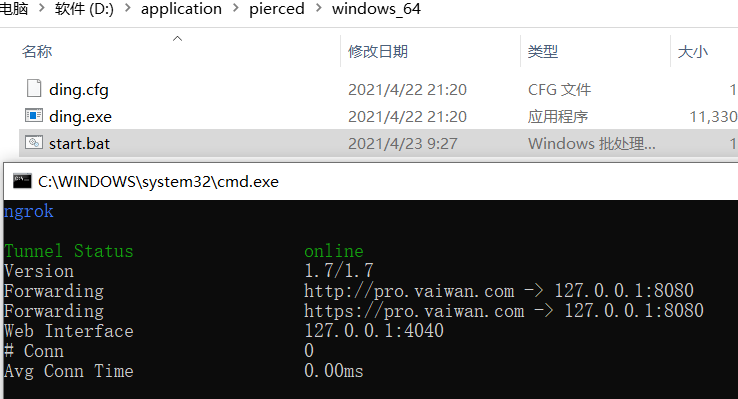 电脑 > 软件 (D:) > application > pierced > windows_64
名称 修改日期 类型 大小
ding.cfg 2021/4/22 21:20 CFG 文件 1
ding.exe 2021/4/22 21:20 应用程序 11,330
start.bat 2021/4/23 9:27 Windows 批处理... 1
C:\WINDOWS\system32\cmd.exe
ngrok
Tunnel Status online
Version 1.7/1.7
Forwarding http://pro.vaiwan.com -> 127.0.0.1:8080
Forwarding https://pro.vaiwan.com -> 127.0.0.1:8080
Web Interface 127.0.0.1:4040
# Conn 0
Avg Conn Time 0.00ms